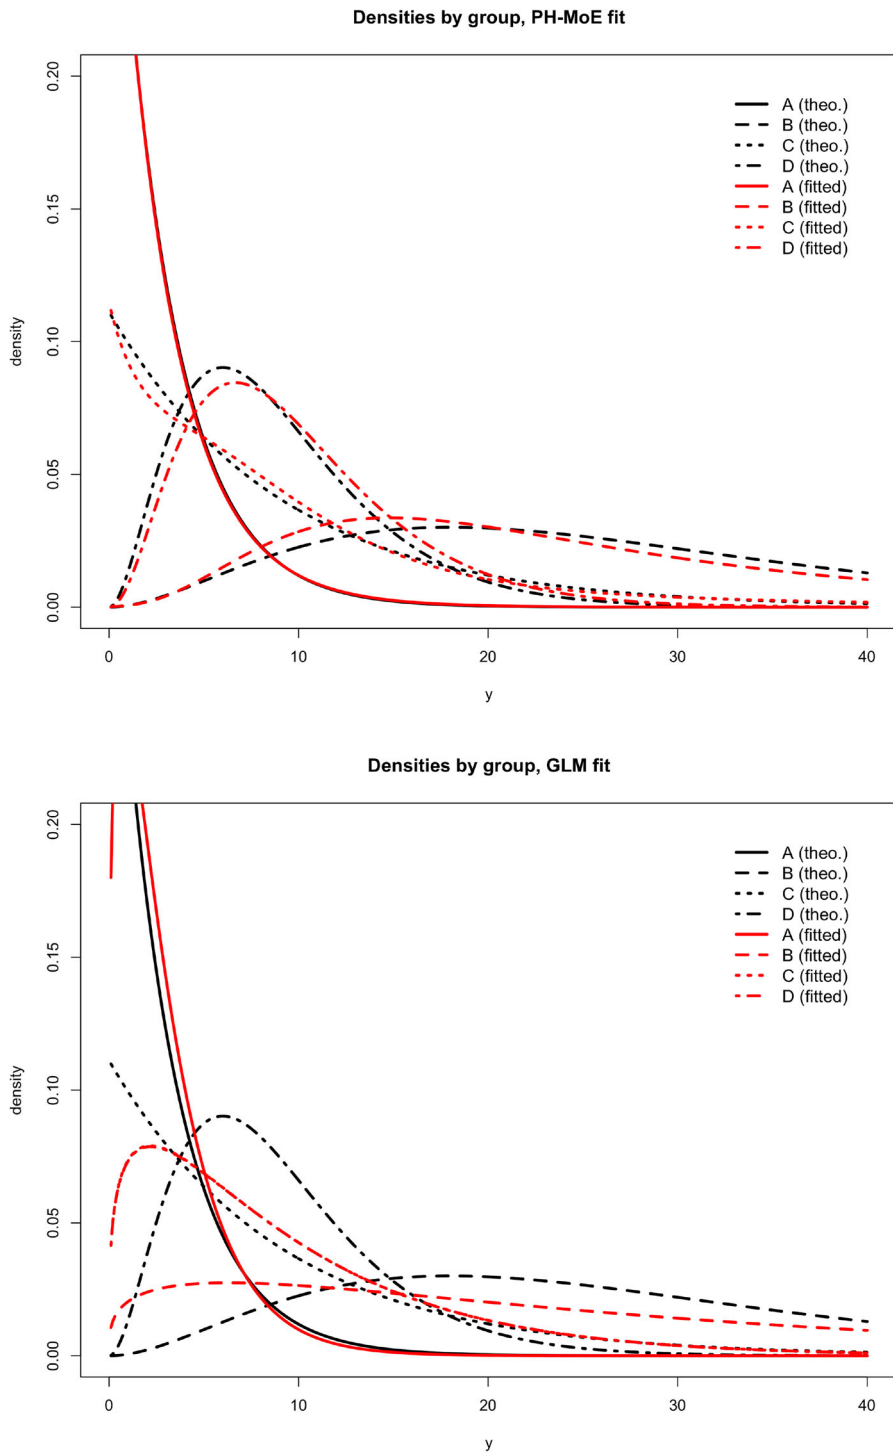 Densities by group, PH-MoE fit
0.20
0.15
0.10
0.05
0.00
density
A (theo.)
B (theo.)
C (theo.)
D (theo.)
A (fitted)
B (fitted)
C (fitted)
D (fitted)
0 10 20 30 40
y
Densities by group, GLM fit
0.20
0.15
0.10
0.05
0.00
density
A (theo.)
B (theo.)
C (theo.)
D (theo.)
A (fitted)
B (fitted)
C (fitted)
D (fitted)
0 10 20 30 40
y